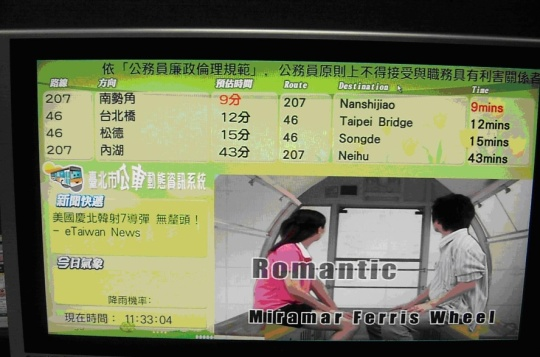 依「公務員廉政倫理規範」，公務員原則上不得接受與職務具有利害關係者
路線 方向 預估時間 Route Destination Time
207 南勢角 9分 207 Nanshijiao 9mins
46 台北橋 12分 46 Taipei Bridge 12mins
46 松德 15分 46 Songde 15mins
207 內湖 43分 207 Neihu 43mins
臺北市公車動態資訊系統
新聞快遞
美國慶北韓射7導彈 無釐頭！
- eTaiwan News
今日氣象
降雨機率:
現在時間： 11:33:04
Romantic
Miramar Ferris Wheel